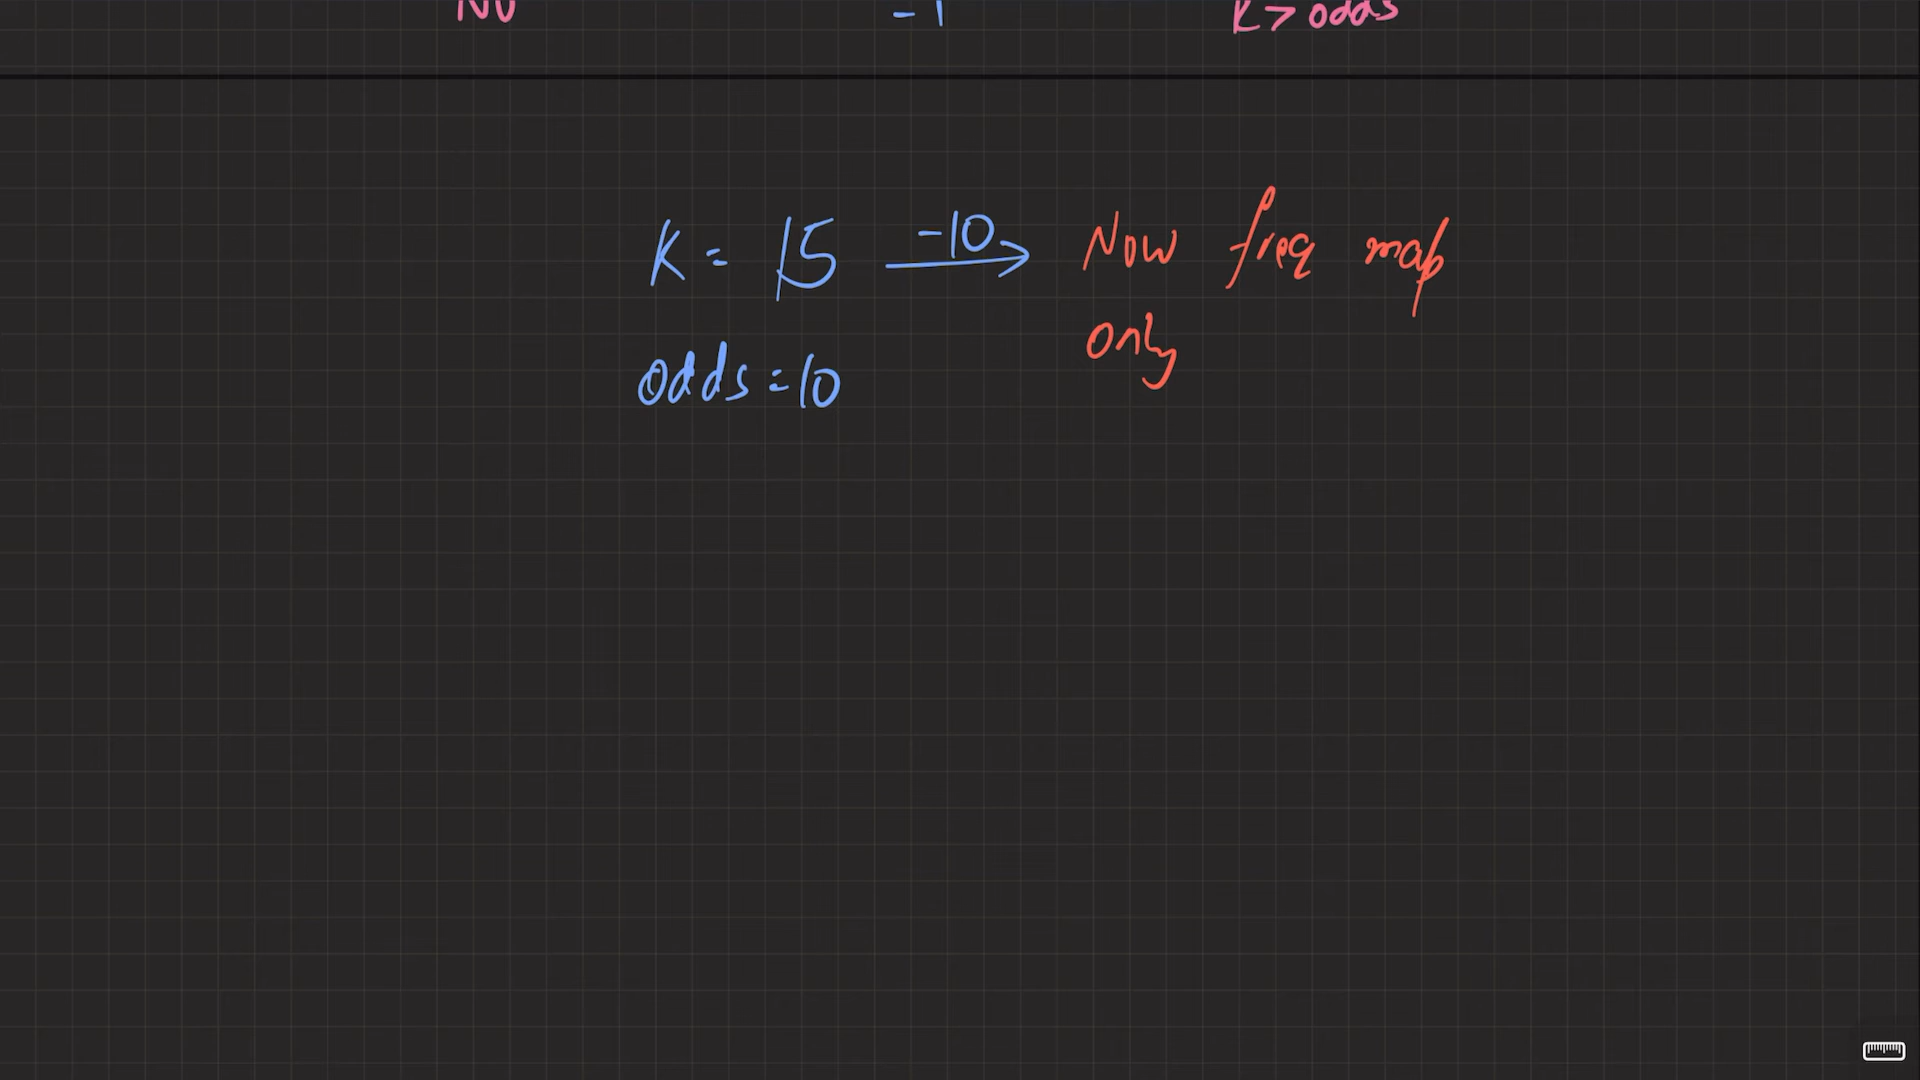 NO -1 K > odds
K = 15 -10 → Now freq map
only
odds = 10